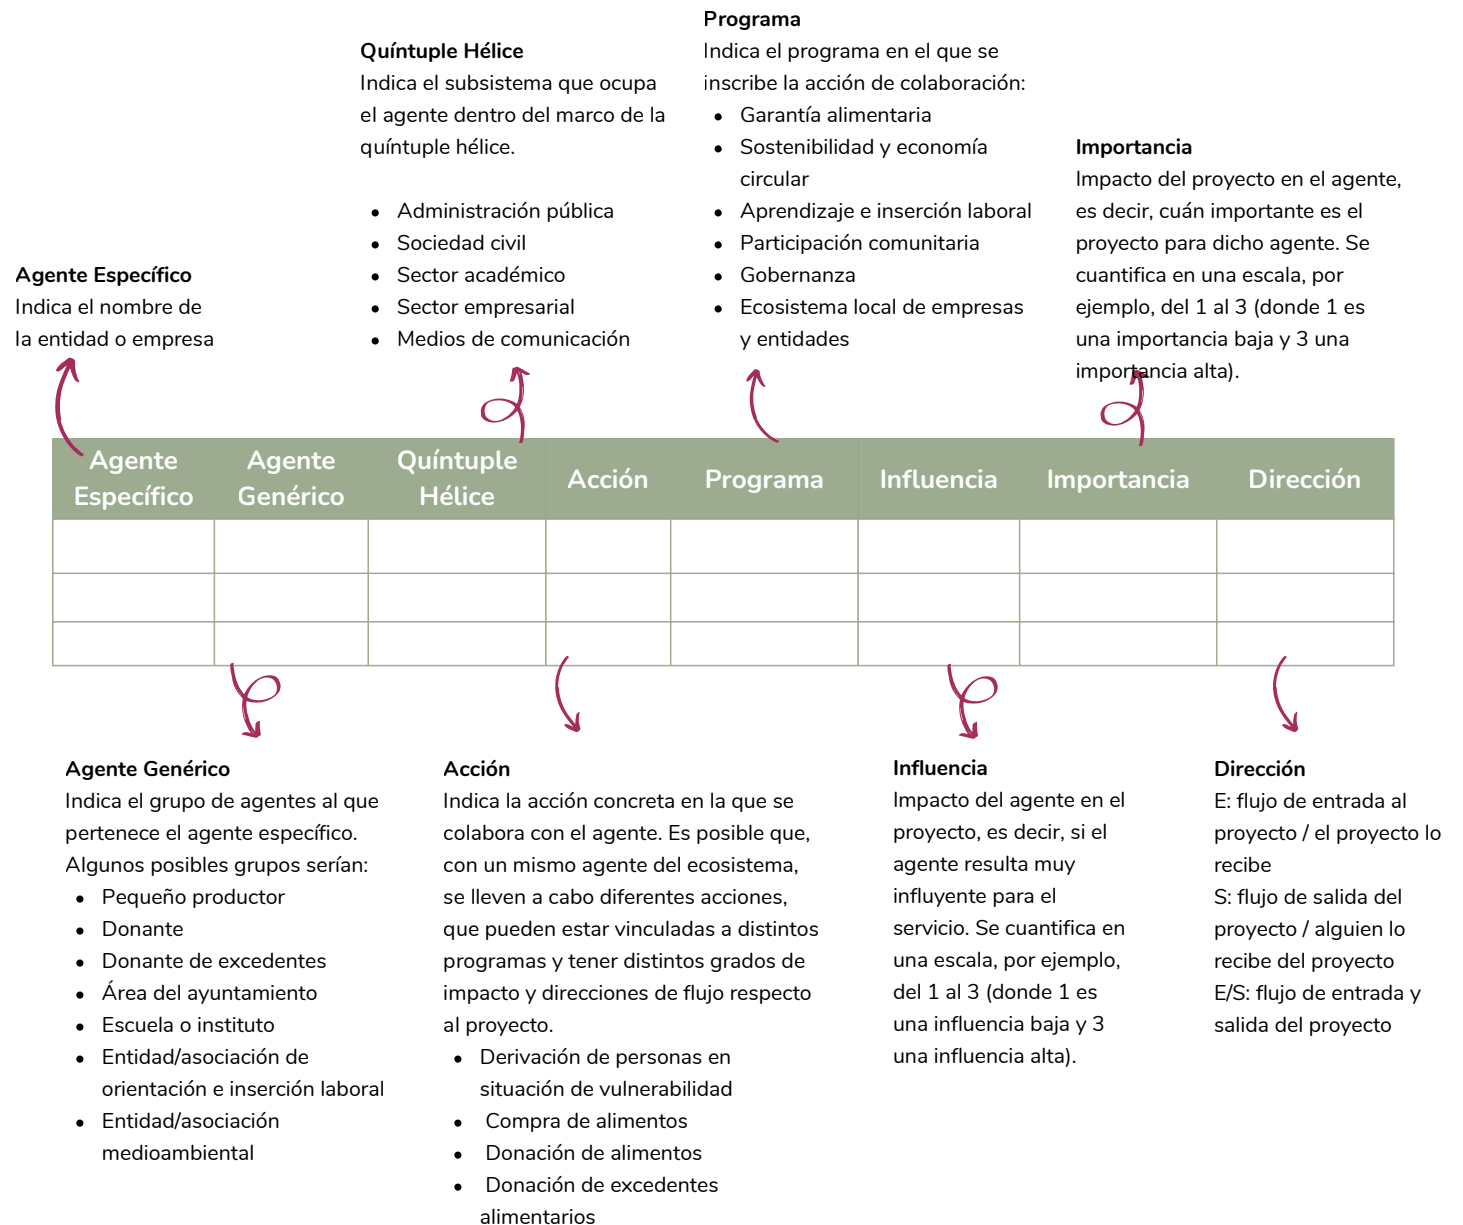 Programa
Indica el programa en el que se
inscribe la acción de colaboración:
• Garantía alimentaria
• Sostenibilidad y economía
circular
• Aprendizaje e inserción laboral
• Participación comunitaria
• Gobernanza
• Ecosistema local de empresas
y entidades
Quíntuple Hélice
Indica el subsistema que ocupa
el agente dentro del marco de la
quíntuple hélice.
• Administración pública
• Sociedad civil
• Sector académico
• Sector empresarial
• Medios de comunicación
Importancia
Impacto del proyecto en el agente,
es decir, cuán importante es el
proyecto para dicho agente. Se
cuantifica en una escala, por
ejemplo, del 1 al 3 (donde 1 es
una importancia baja y 3 una
importancia alta).
Agente Específico
Indica el nombre de
la entidad o empresa
Agente
Específico
Agente
Genérico
Quíntuple
Hélice
Acción
Programa
Influencia
Importancia
Dirección
Agente Genérico
Indica el grupo de agentes al que
pertenece el agente específico.
Algunos posibles grupos serían:
• Pequeño productor
• Donante
• Donante de excedentes
• Área del ayuntamiento
• Escuela o instituto
• Entidad/asociación de
orientación e inserción laboral
• Entidad/asociación
medioambiental
Acción
Indica la acción concreta en la que se
colabora con el agente. Es posible que,
con un mismo agente del ecosistema,
se lleven a cabo diferentes acciones,
que pueden estar vinculadas a distintos
programas y tener distintos grados de
impacto y direcciones de flujo respecto
al proyecto.
• Derivación de personas en
situación de vulnerabilidad
• Compra de alimentos
• Donación de alimentos
• Donación de excedentes
alimentarios
Influencia
Impacto del agente en el
proyecto, es decir, si el
agente resulta muy
influyente para el
servicio. Se cuantifica en
una escala, por ejemplo,
del 1 al 3 (donde 1 es
una influencia baja y 3
una influencia alta).
Dirección
E: flujo de entrada al
proyecto / el proyecto lo
recibe
S: flujo de salida del
proyecto / alguien lo
recibe del proyecto
E/S: flujo de entrada y
salida del proyecto